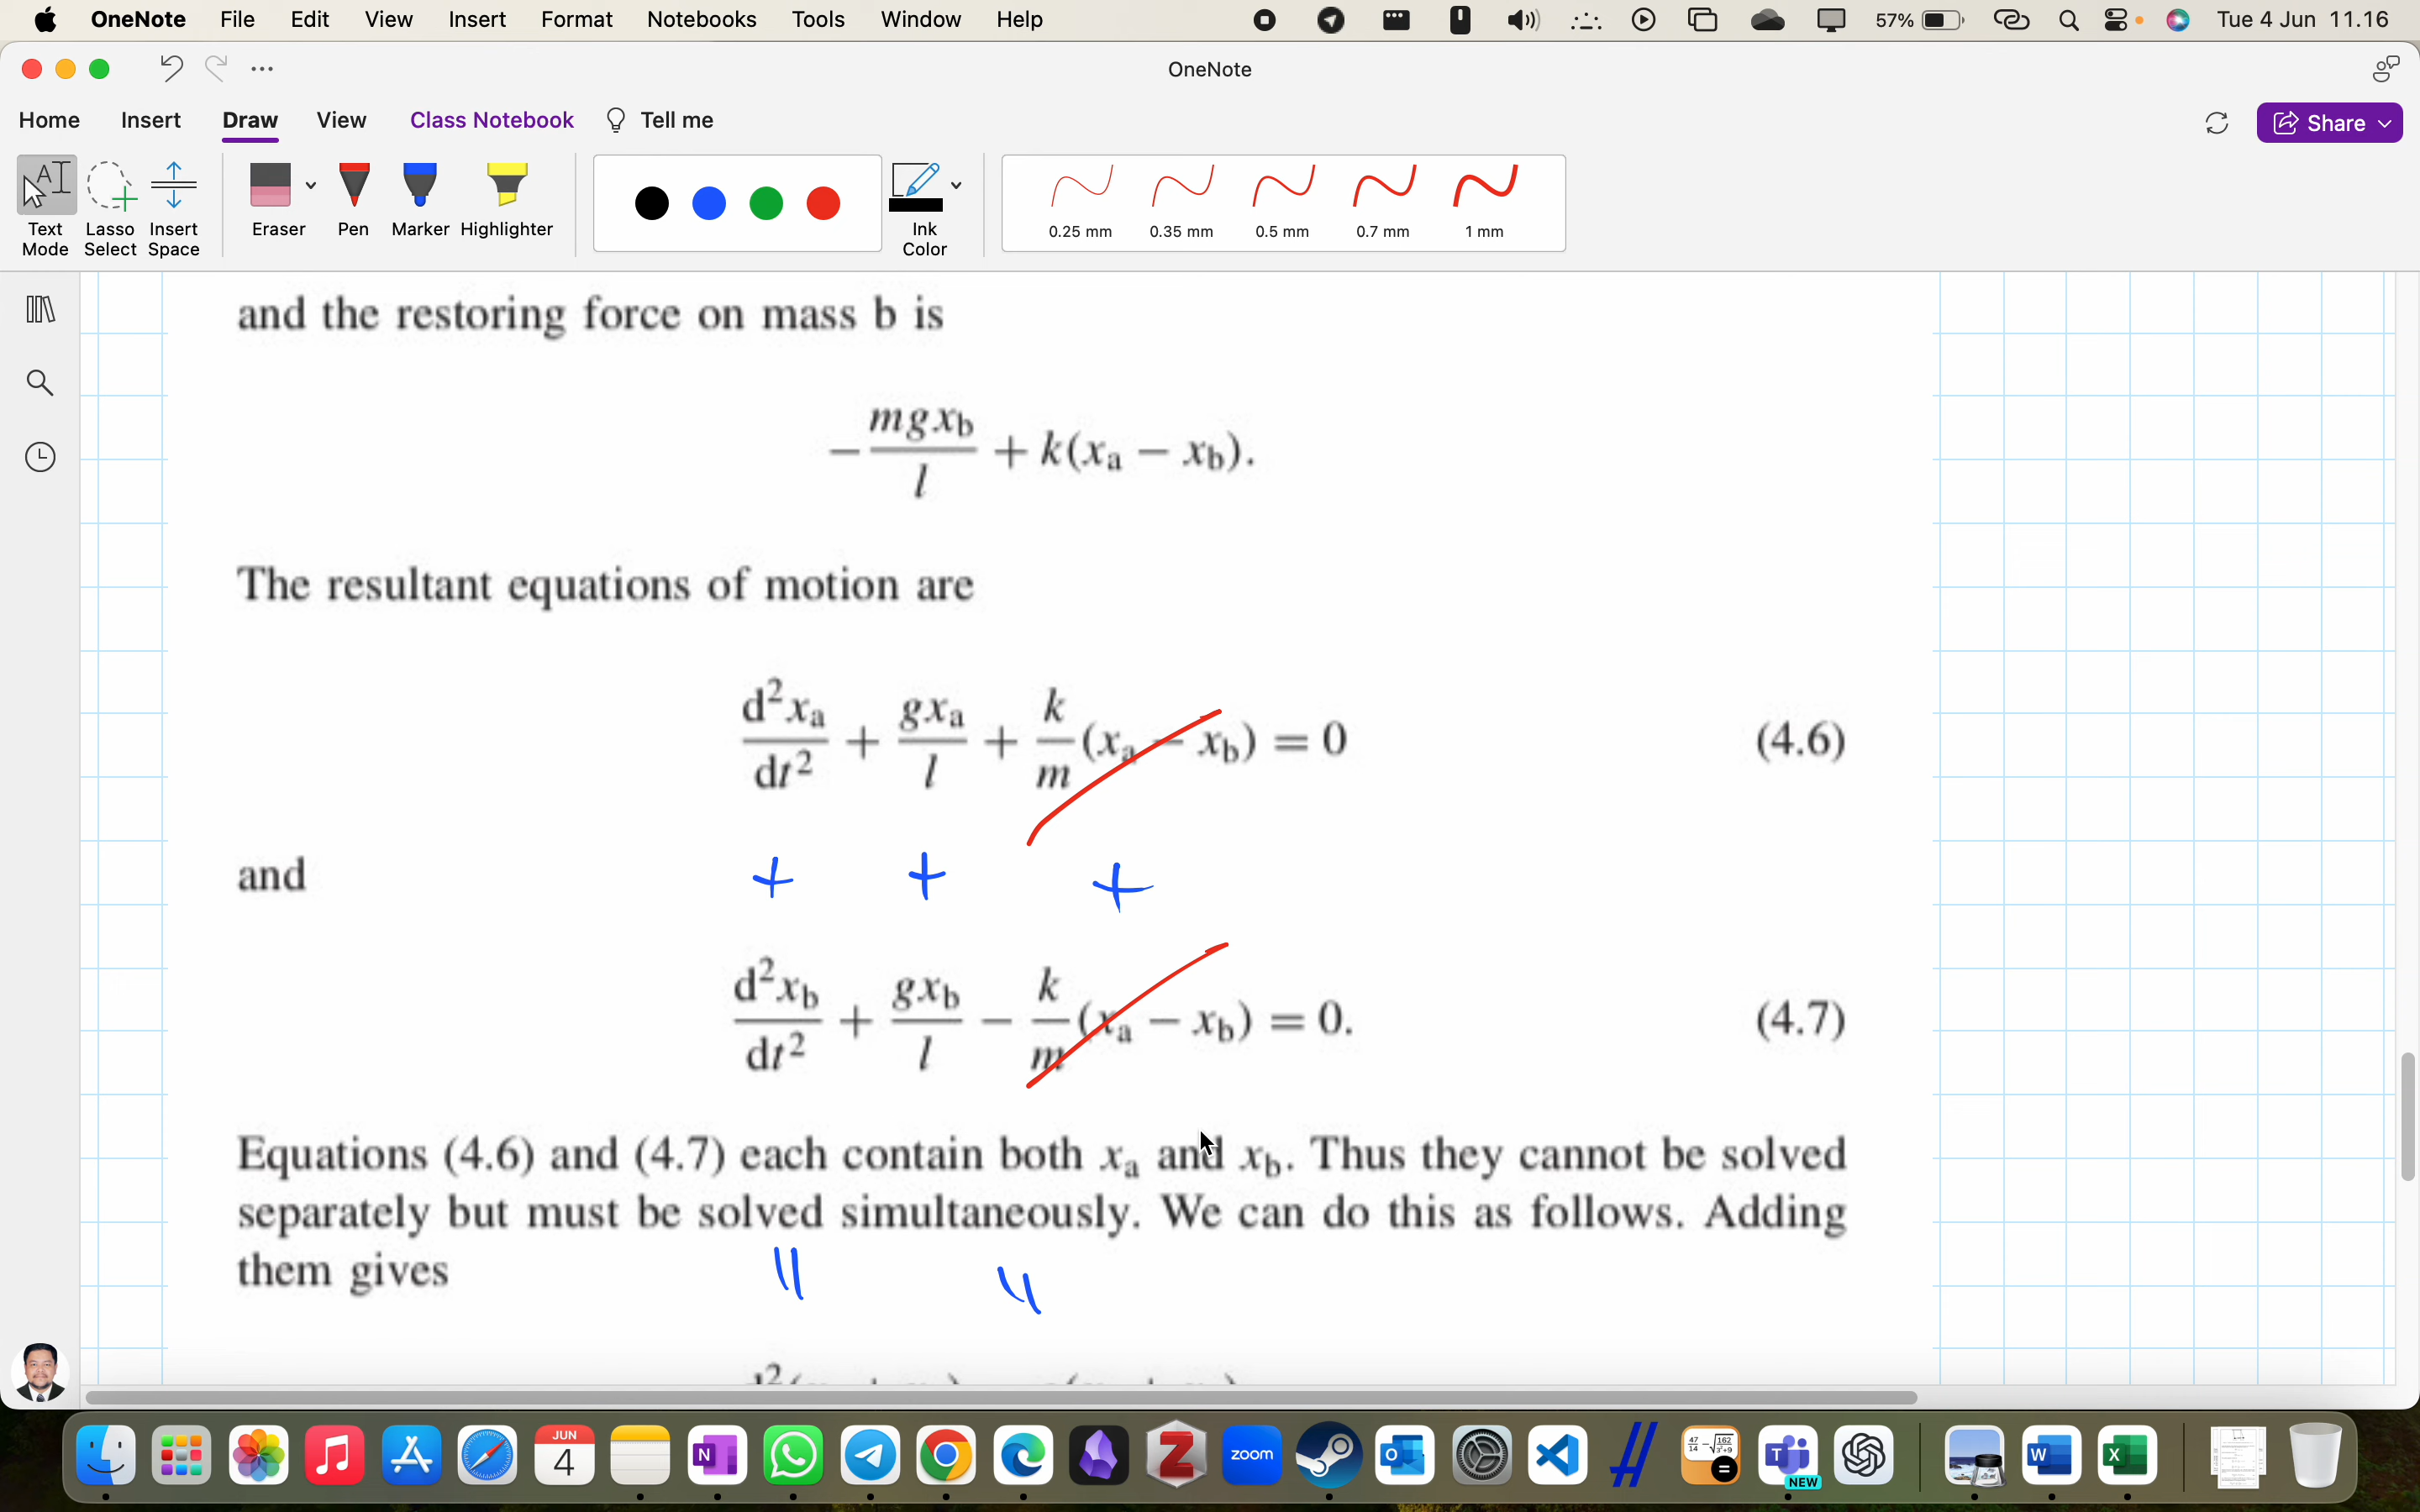 OneNote File Edit View Insert Format Notebooks Tools Window Help 57% Tue 4 Jun 11.16
OneNote
Home Insert Draw View Class Notebook Tell me Share
Text Mode Lasso Select Insert Space Eraser Pen Marker Highlighter Ink Color 0.25 mm 0.35 mm 0.5 mm 0.7 mm 1 mm
and the restoring force on mass b is
− mgx_b / l + k(x_a − x_b).
The resultant equations of motion are
d²x_a / dt² + gx_a / l + k / m (x_a − x_b) = 0 (4.6)
and + + +
d²x_b / dt² + gx_b / l − k / m (x_a − x_b) = 0. (4.7)
Equations (4.6) and (4.7) each contain both x_a and x_b. Thus they cannot be solved
separately but must be solved simultaneously. We can do this as follows. Adding
them gives
JUN
4
zoom
NEW